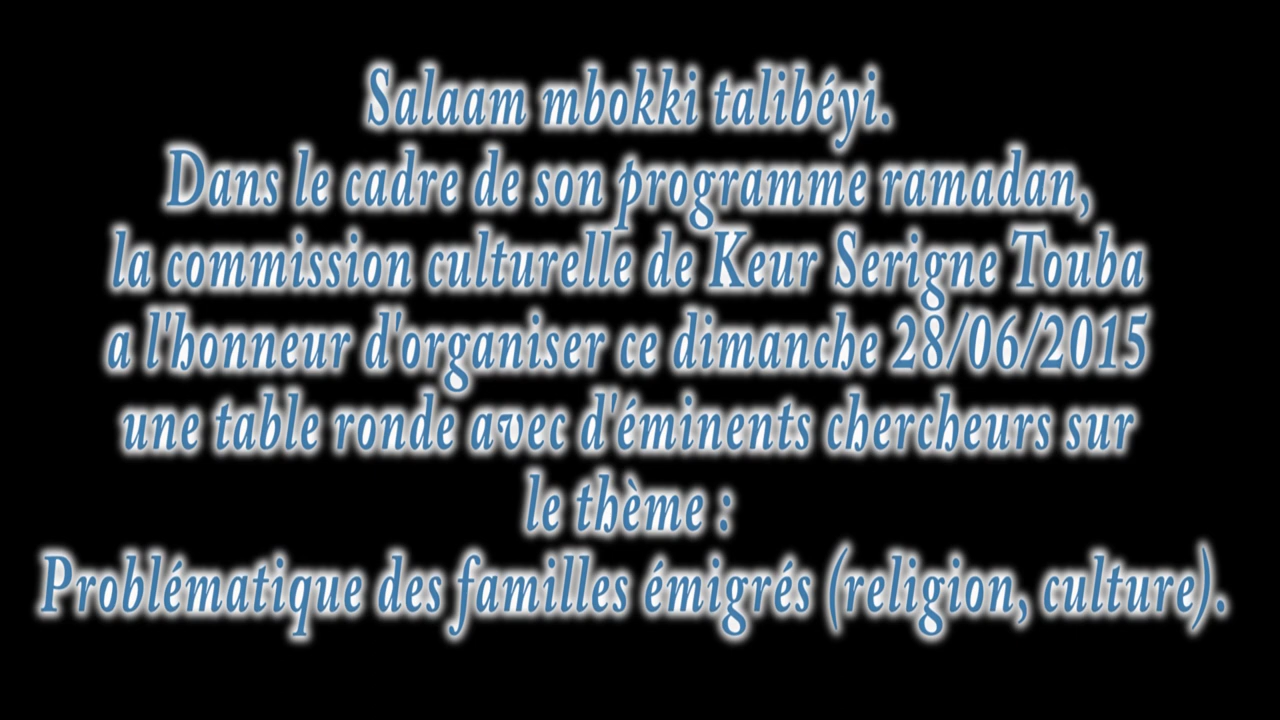 Salaam mbokki talibéyi.
Dans le cadre de son programme ramadan,
la commission culturelle de Keur Serigne Touba
a l'honneur d'organiser ce dimanche 28/06/2015
une table ronde avec d'éminents chercheurs sur
le thème :
Problématique des familles émigrés (religion, culture).